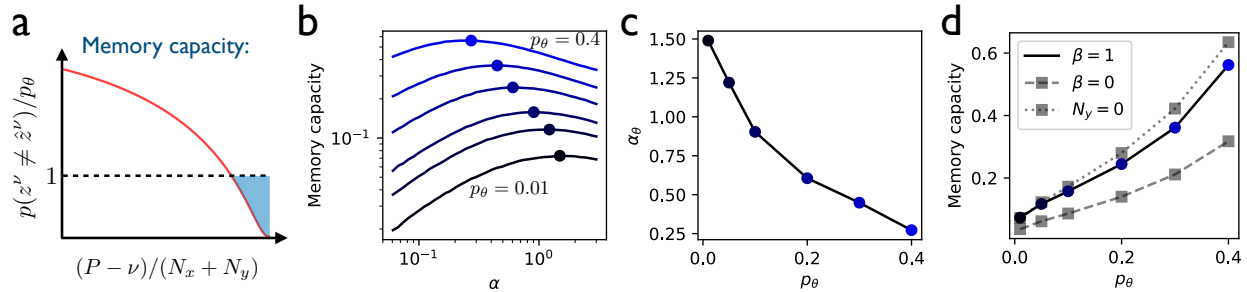 a
Memory capacity:
p(z^ν ≠ ẑ^ν)/p_θ
1
(P − ν)/(N_x + N_y)
b
Memory capacity
10^{-1}
p_θ = 0.4
p_θ = 0.01
10^{-1}
10^0
α
c
α_θ
1.50
1.25
1.00
0.75
0.50
0.25
0.0
0.2
0.4
p_θ
d
Memory capacity
0.6
0.4
0.2
β = 1
β = 0
N_y = 0
0.0
0.2
0.4
p_θ